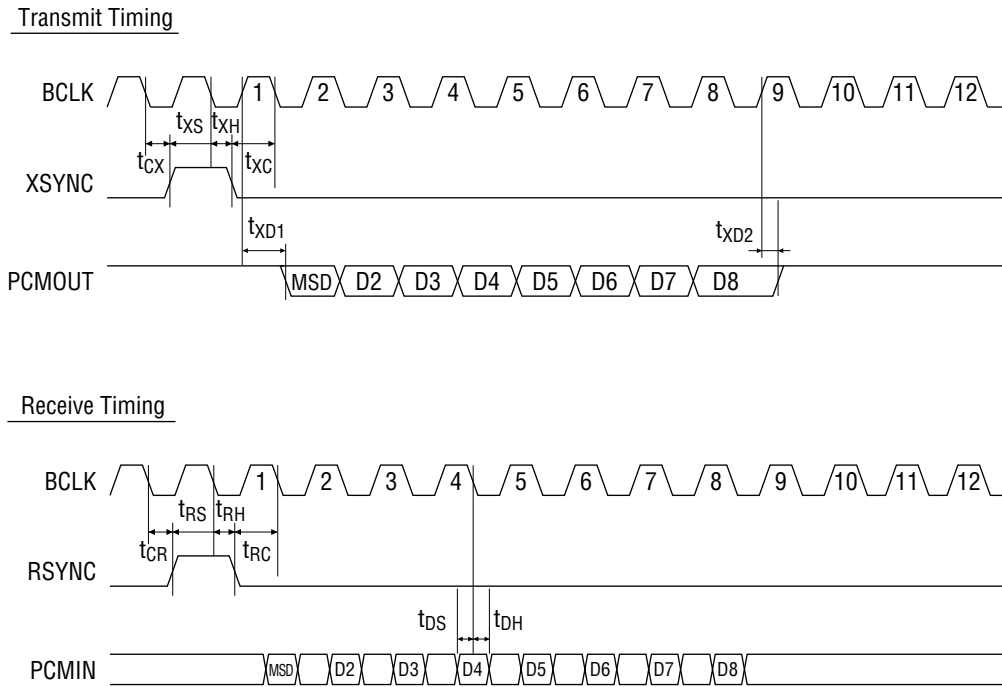 Transmit Timing
BCLK 1 2 3 4 5 6 7 8 9 10 11 12
tXS tXH
tCX tXC
XSYNC
tXD1 tXD2
PCMOUT MSD D2 D3 D4 D5 D6 D7 D8
Receive Timing
BCLK 1 2 3 4 5 6 7 8 9 10 11 12
tRS tRH
tCR tRC
RSYNC
tDS tDH
PCMIN MSD D2 D3 D4 D5 D6 D7 D8